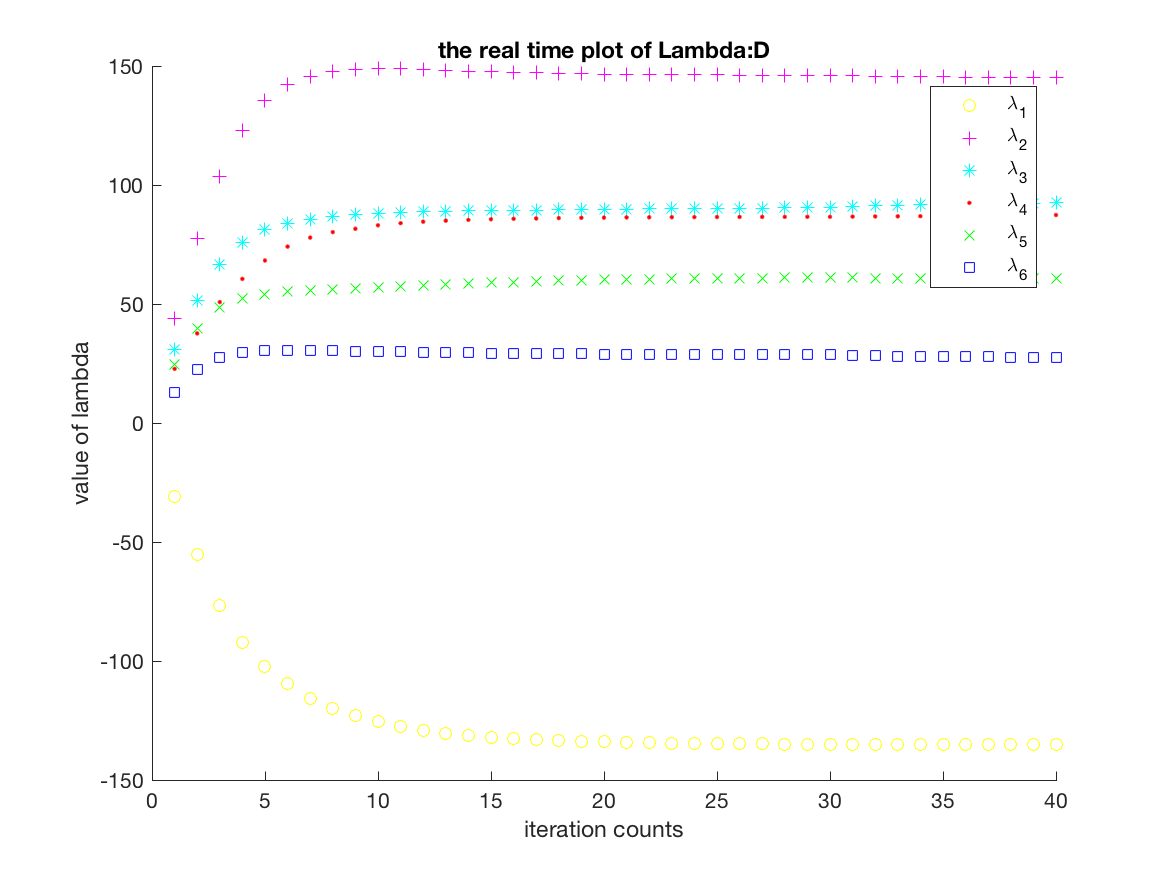 the real time plot of Lambda:D
150
100
50
0
-50
-100
-150
value of lambda
λ1
λ2
λ3
λ4
λ5
λ6
0 5 10 15 20 25 30 35 40
iteration counts